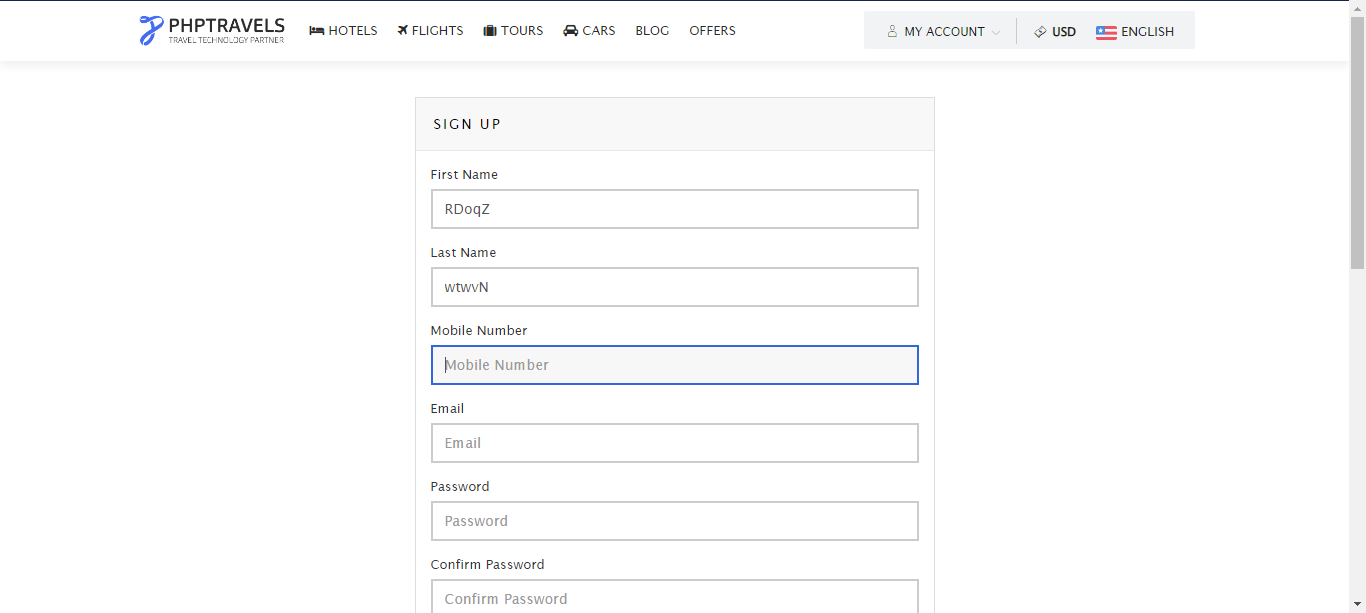 PHPTRAVELS
TRAVEL TECHNOLOGY PARTNER
HOTELS FLIGHTS TOURS CARS BLOG OFFERS
MY ACCOUNT USD ENGLISH
SIGN UP
First Name
RDoqZ
Last Name
wtwvN
Mobile Number
Mobile Number
Email
Email
Password
Password
Confirm Password
Confirm Password